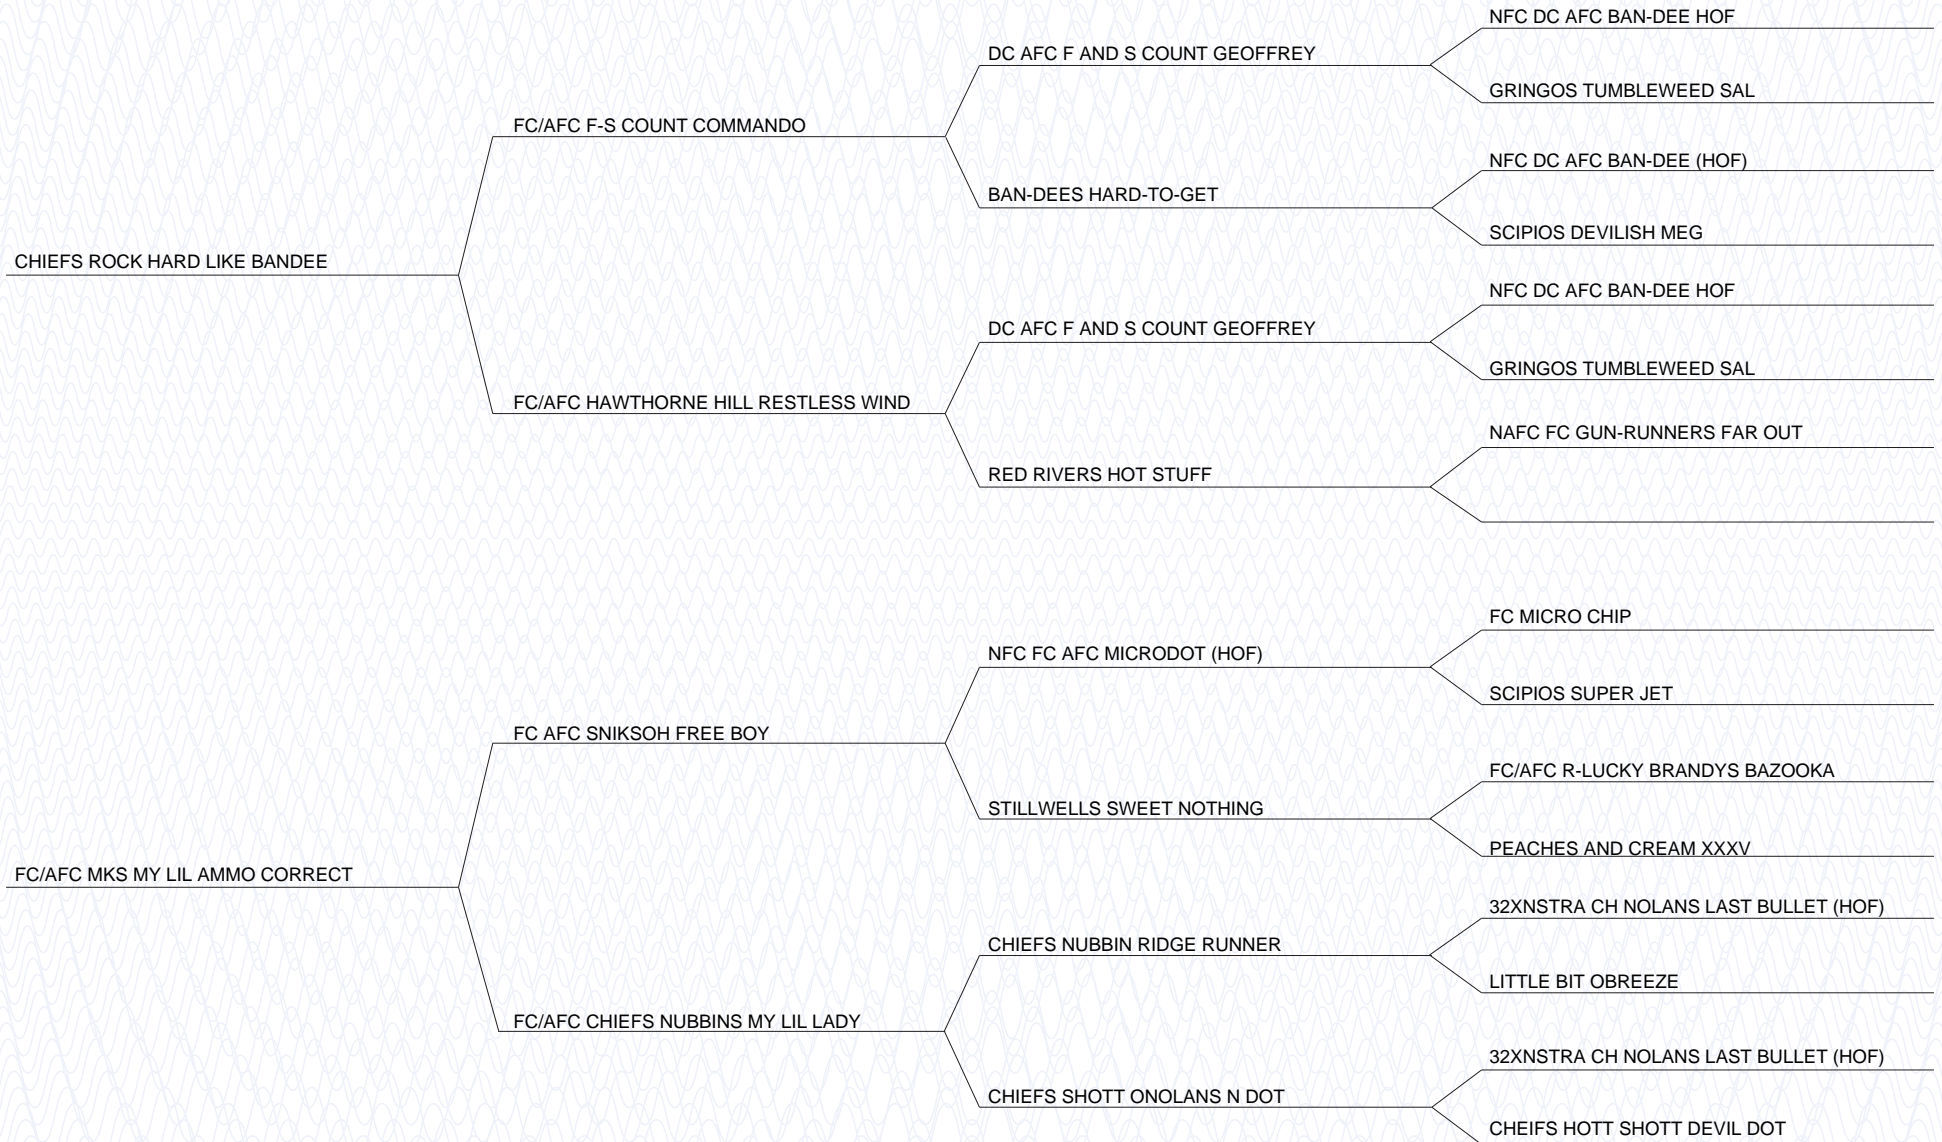 NFC DC AFC BAN-DEE HOF
DC AFC F AND S COUNT GEOFFREY
GRINGOS TUMBLEWEED SAL
FC/AFC F-S COUNT COMMANDO
NFC DC AFC BAN-DEE (HOF)
BAN-DEES HARD-TO-GET
SCIPIOS DEVILISH MEG
CHIEFS ROCK HARD LIKE BANDEE
NFC DC AFC BAN-DEE HOF
DC AFC F AND S COUNT GEOFFREY
GRINGOS TUMBLEWEED SAL
FC/AFC HAWTHORNE HILL RESTLESS WIND
NAFC FC GUN-RUNNERS FAR OUT
RED RIVERS HOT STUFF
FC MICRO CHIP
NFC FC AFC MICRODOT (HOF)
SCIPIOS SUPER JET
FC AFC SNIKSOH FREE BOY
FC/AFC R-LUCKY BRANDYS BAZOOKA
STILLWELLS SWEET NOTHING
PEACHES AND CREAM XXXV
FC/AFC MKS MY LIL AMMO CORRECT
32XNSTRA CH NOLANS LAST BULLET (HOF)
CHIEFS NUBBIN RIDGE RUNNER
LITTLE BIT OBREEZE
FC/AFC CHIEFS NUBBINS MY LIL LADY
32XNSTRA CH NOLANS LAST BULLET (HOF)
CHIEFS SHOTT ONOLANS N DOT
CHEIFS HOTT SHOTT DEVIL DOT